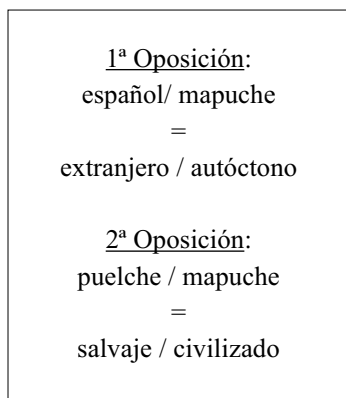 1ª Oposición:
español/ mapuche
=
extranjero / autóctono
2ª Oposición:
puelche / mapuche
=
salvaje / civilizado